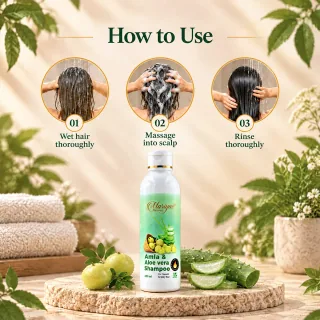 How to Use
01
02
03
Wet hair
thoroughly
Massage
into scalp
Rinse
thoroughly
Amla &
Aloe vera
Shampoo